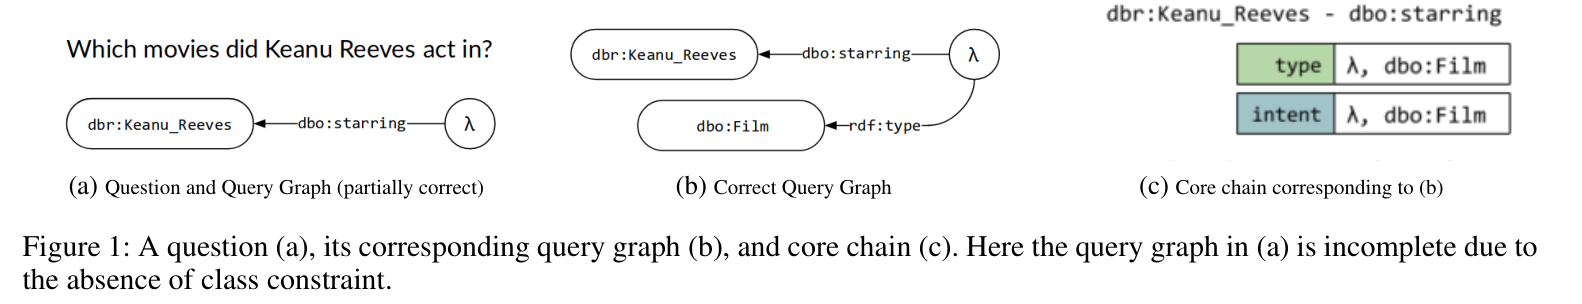 Which movies did Keanu Reeves act in?
dbr:Keanu_Reeves
dbo:starring
λ
(a) Question and Query Graph (partially correct)
dbr:Keanu_Reeves
dbo:starring
λ
dbo:Film
rdf:type
(b) Correct Query Graph
dbr:Keanu_Reeves - dbo:starring
type λ, dbo:Film
intent λ, dbo:Film
(c) Core chain corresponding to (b)
Figure 1: A question (a), its corresponding query graph (b), and core chain (c). Here the query graph in (a) is incomplete due to
the absence of class constraint.